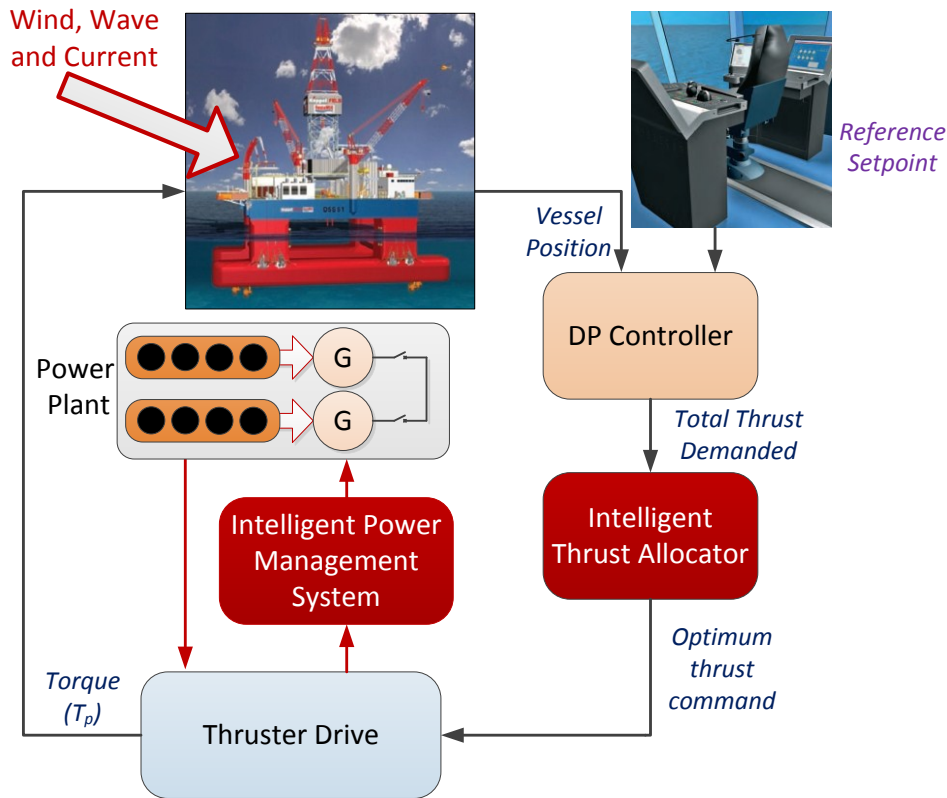 Wind, Wave
and Current
Reference
Setpoint
Vessel
Position
DP Controller
Power
Plant
G
G
Total Thrust
Demanded
Intelligent Power
Management
System
Intelligent
Thrust Allocator
Optimum
thrust
command
Torque
(Tp)
Thruster Drive